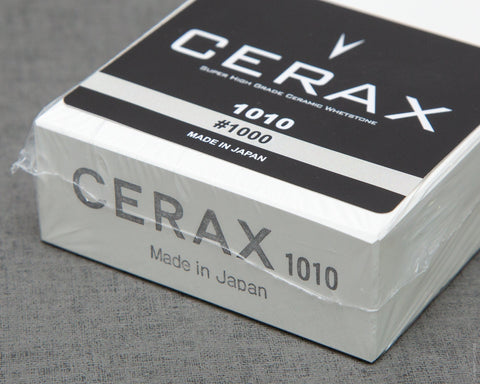 CERAX
Super High Grade Ceramic Whetstone
1010
#1000
MADE IN JAPAN
CERAX 1010
Made in Japan